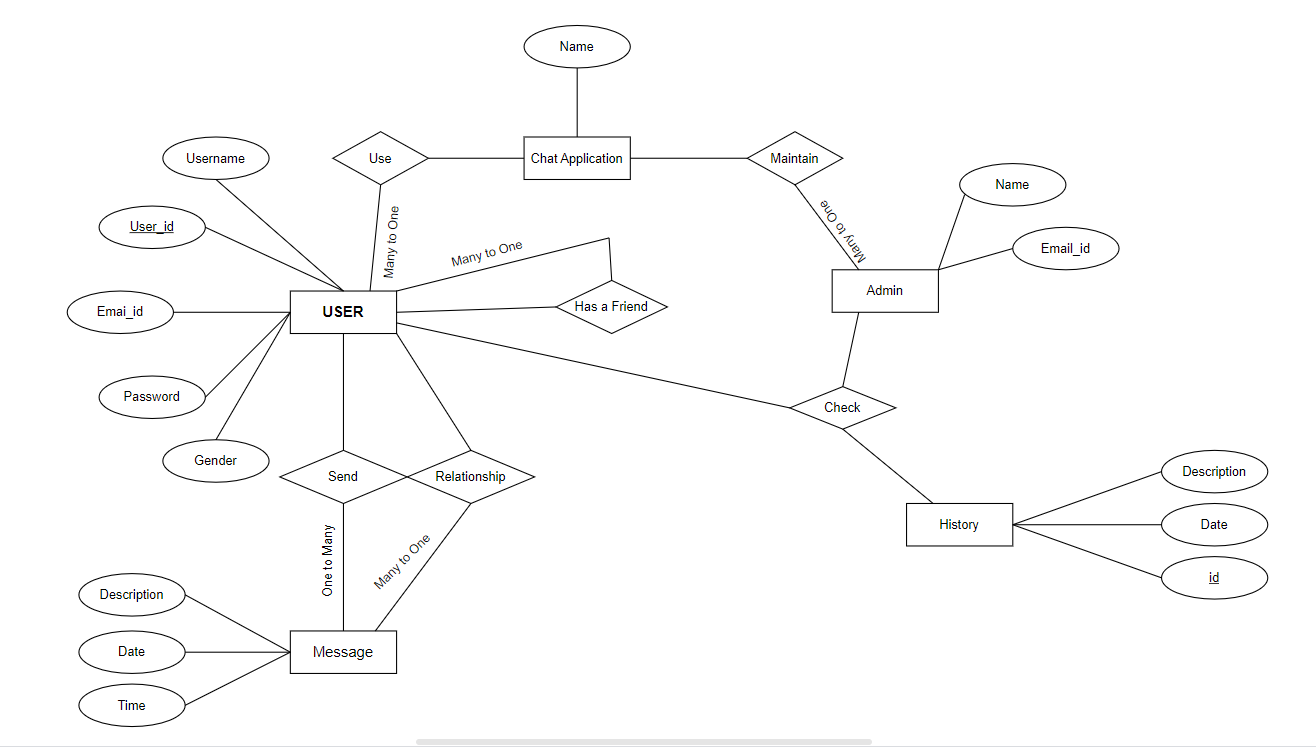 Name
Username
Use
Chat Application
Maintain
Name
User_id
Many to One
Many to One
Many to One
Email_id
Emai_id
USER
Has a Friend
Admin
Password
Check
Gender
Send
Relationship
Description
One to Many
Many to One
History
Date
id
Description
Date
Message
Time